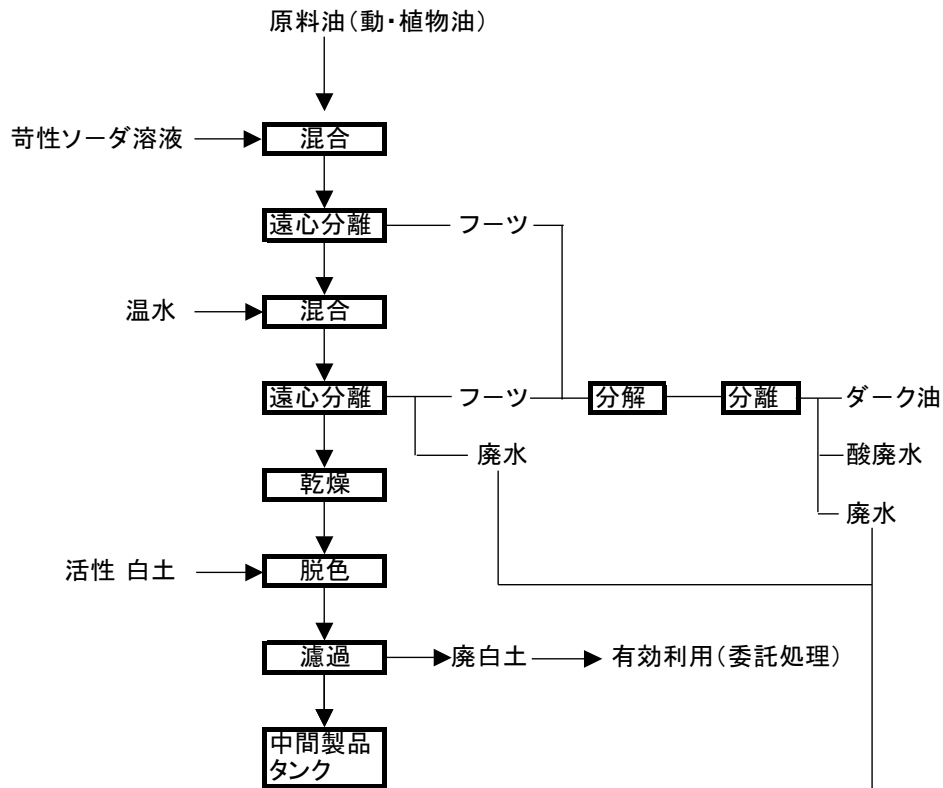 原料油(動・植物油)
苛性ソーダ溶液
混合
遠心分離
フーツ
温水
混合
遠心分離
フーツ
分解
分離
ダーク油
廃水
酸廃水
乾燥
廃水
活性 白土
脱色
濾過
廃白土
有効利用(委託処理)
中間製品
タンク